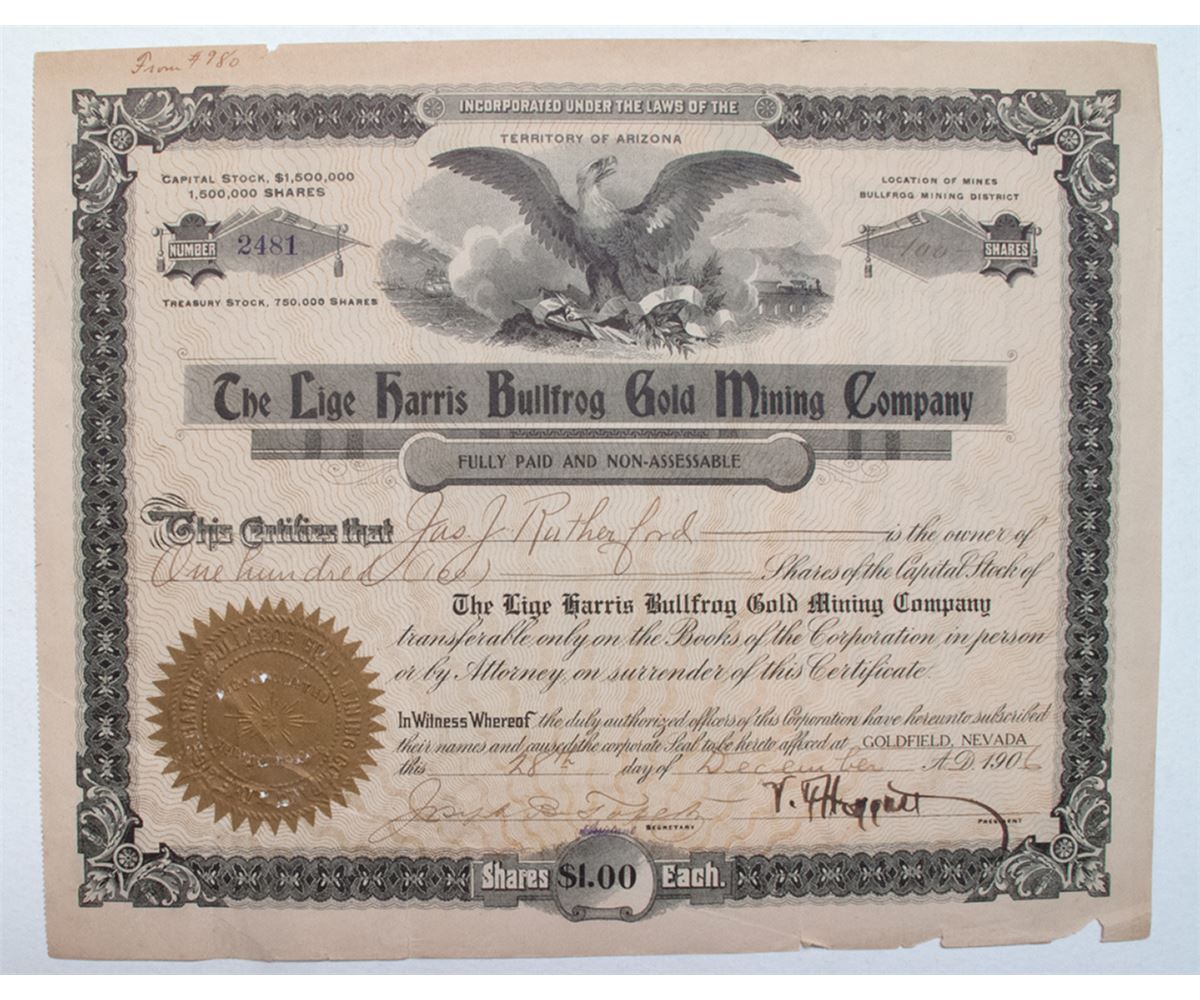 From #980
INCORPORATED UNDER THE LAWS OF THE
TERRITORY OF ARIZONA
CAPITAL STOCK, $1,500,000
1,500,000 SHARES
LOCATION OF MINES
BULLFROG MINING DISTRICT
NUMBER 2481
100 SHARES
TREASURY STOCK, 750,000 SHARES
The Lige Harris Bullfrog Gold Mining Company
FULLY PAID AND NON-ASSESSABLE
This Certifies that Jas. J. Rutherford is the owner of
One hundred (100) Shares of the Capital Stock of
The Lige Harris Bullfrog Gold Mining Company
transferable only on the Books of the Corporation in person
or by Attorney on surrender of this Certificate.
In Witness Whereof the duly authorized officers of this Corporation have hereunto subscribed
their names and caused the corporate Seal to be hereto affixed at GOLDFIELD, NEVADA
this 28th day of December A.D. 1906
Joseph
SECRETARY
PRESIDENT
Shares $1.00 Each.